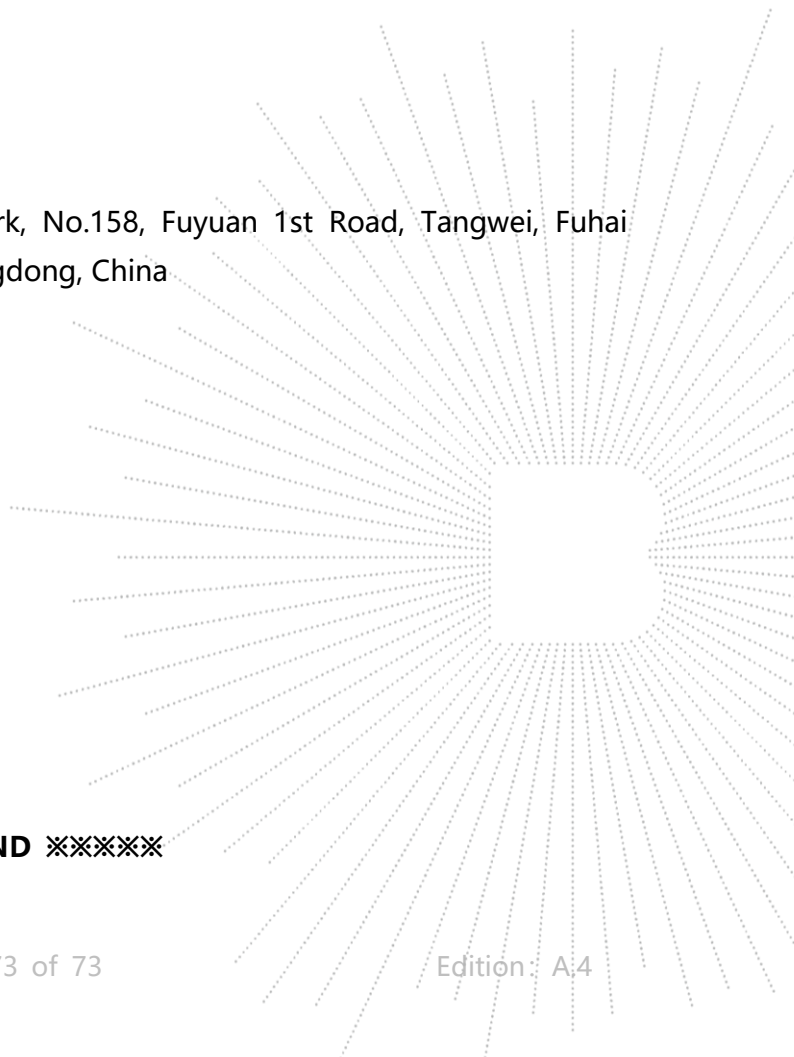 rk, No.158, Fuyuan 1st Road, Tangwei, Fuhai
gdong, China
ND ※※※※※
73 of 73 Edition: A.4